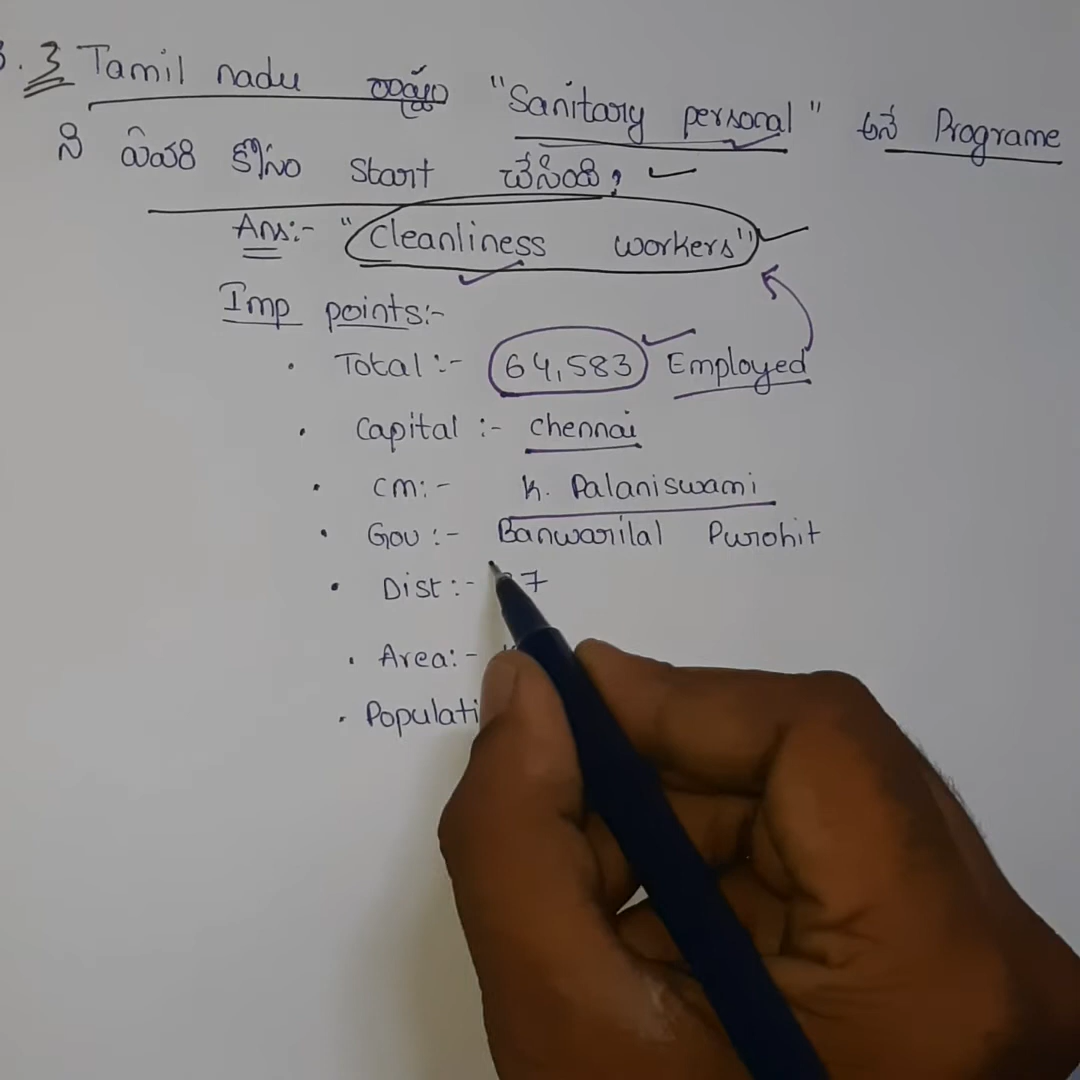 3. Tamil nadu రాష్ట్రం "Sanitary personal" అనే Programe
ని ఎవరి కోసం Start చేసింది?
Ans:- "Cleanliness workers"
Imp points:-
• Total :- 64,583 Employed
• Capital :- chennai
• CM:- K. Palaniswami
• Gov :- Banwarilal Purohit
• Dist :- 7
• Area:-
• Populati